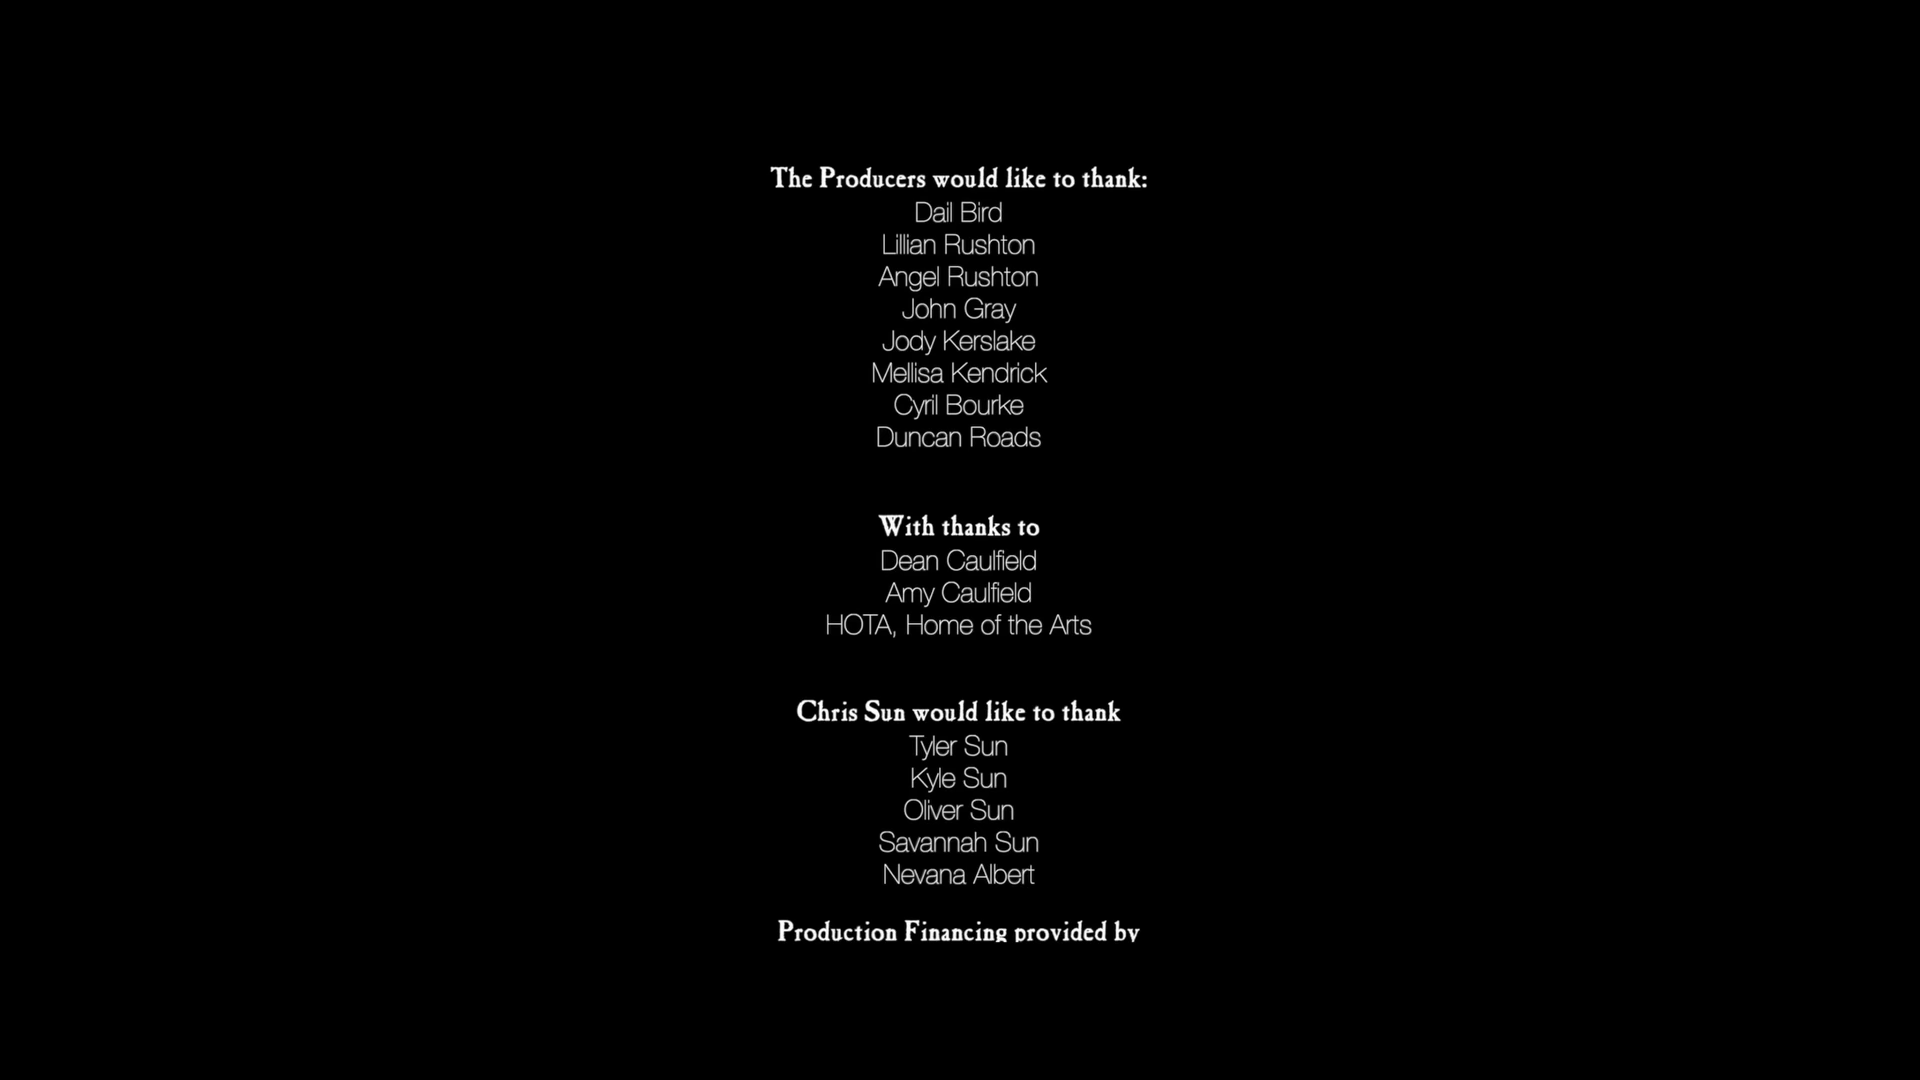 The Producers would like to thank:
Dail Bird
Lillian Rushton
Angel Rushton
John Gray
Jody Kerslake
Mellisa Kendrick
Cyril Bourke
Duncan Roads
With thanks to
Dean Caulfield
Amy Caulfield
HOTA, Home of the Arts
Chris Sun would like to thank
Tyler Sun
Kyle Sun
Oliver Sun
Savannah Sun
Nevana Albert
Production Financing provided by